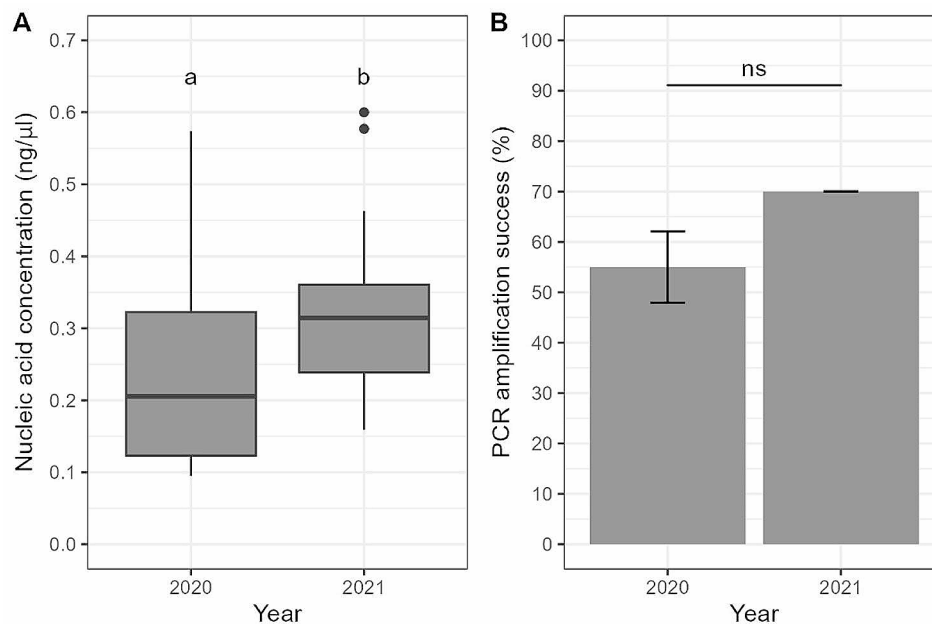 A
Nucleic acid concentration (ng/µl)
0.7
0.6
0.5
0.4
0.3
0.2
0.1
0.0
a
b
2020
2021
Year
B
PCR amplification success (%)
100
90
80
70
60
50
40
30
20
10
0
ns
2020
2021
Year